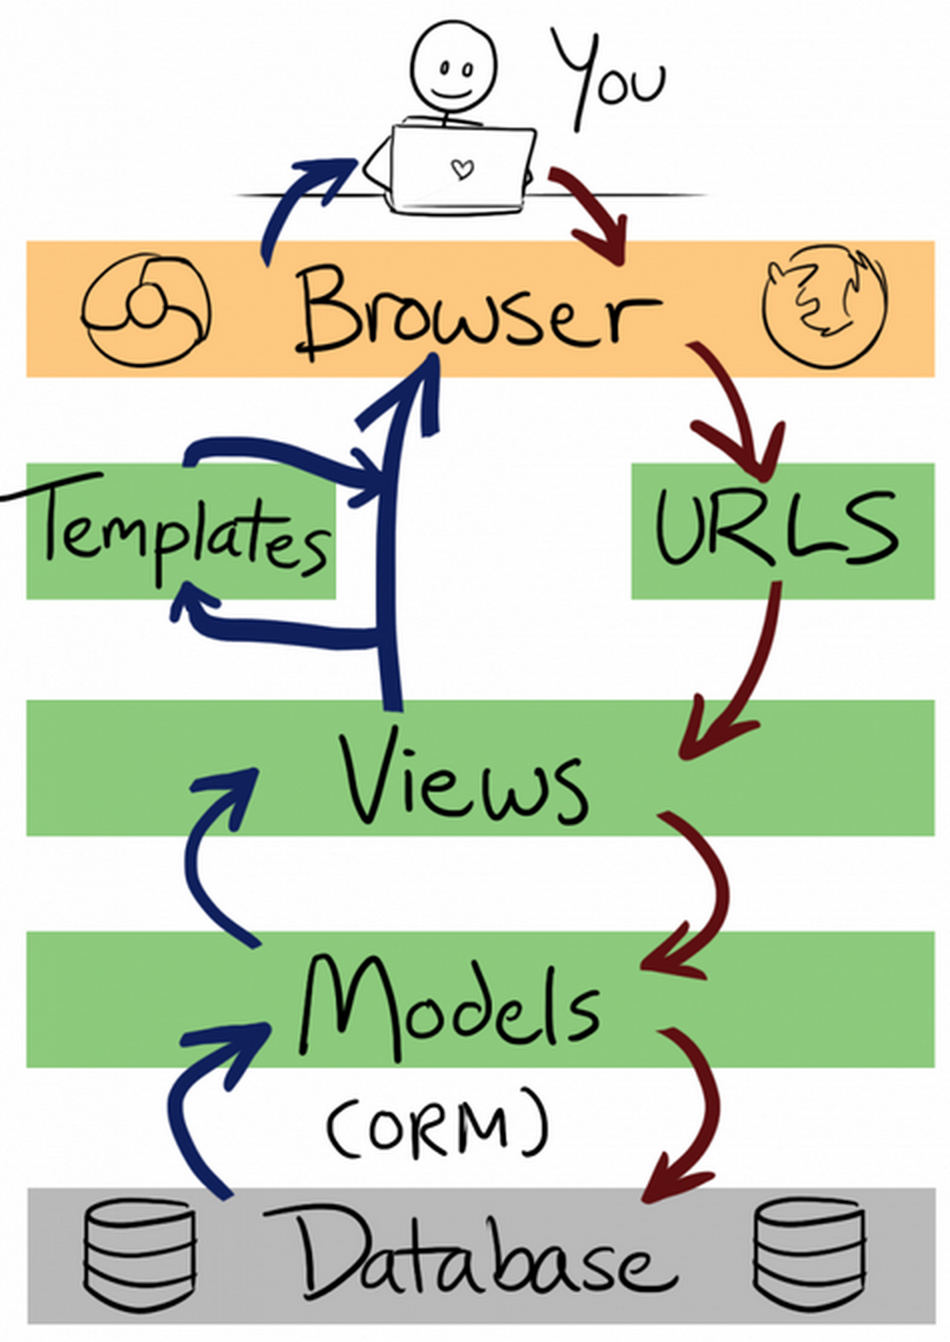 You
Browser
Templates
URLS
Views
Models
(ORM)
Database